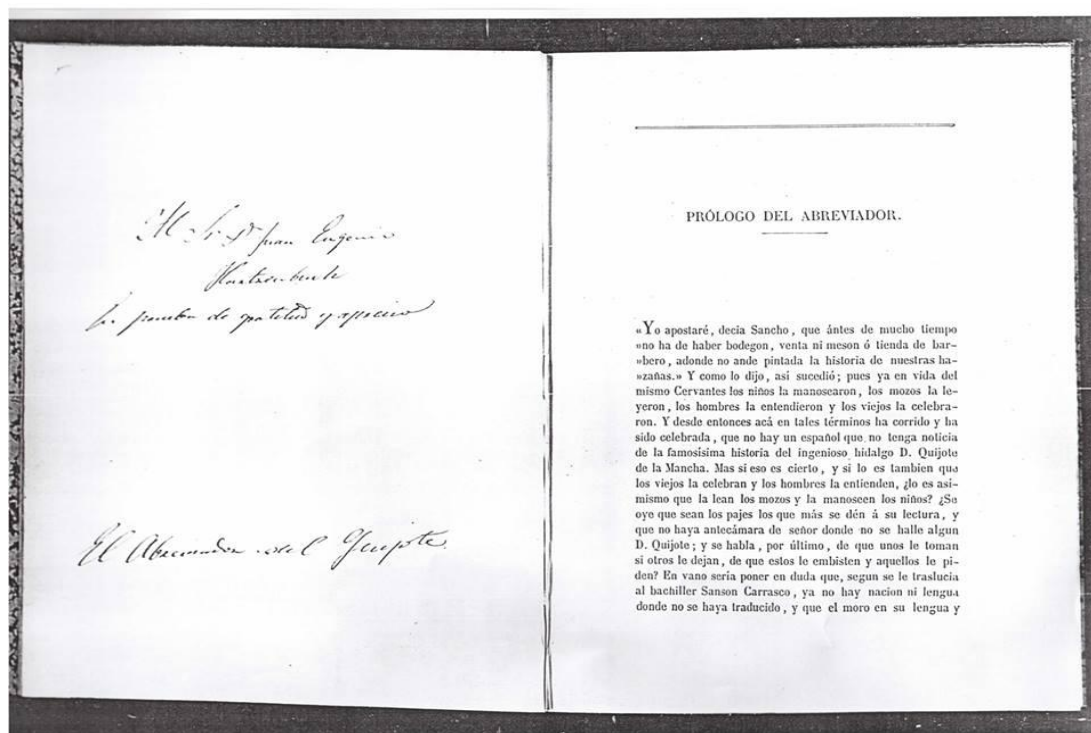 Al Sr. Dn. Juan Eugenio
Hartzenbusch
en prueba de gratitud y aprecio
El Abreviador del Quijote.
PRÓLOGO DEL ABREVIADOR.
«Yo apostaré, decia Sancho, que ántes de mucho tiempo
»no ha de haber bodegon, venta ni meson ó tienda de bar-
»bero, adonde no ande pintada la historia de nuestras ha-
»zañas.» Y como lo dijo, asi sucedió; pues ya en vida del
mismo Cervantes los niños la manosearon, los mozos la le-
yeron, los hombres la entendieron y los viejos la celebra-
ron. Y desde entonces acá en tales términos ha corrido y ha
sido celebrada, que no hay un español que no tenga noticia
de la famosisima historia del ingenioso hidalgo D. Quijote
de la Mancha. Mas si eso es cierto, y si lo es tambien que
los viejos la celebran y los hombres la entienden, ¿lo es asi-
mismo que la lean los mozos y la manoseen los niños? ¿Se
oye que sean los pajes los que más se dén á su lectura, y
que no haya antecámara de señor donde no se halle algun
D. Quijote; y se habla, por último, de que unos le toman
si otros le dejan, de que estos le embisten y aquellos le pi-
den? En vano seria poner en duda que, segun se le traslucia
al bachiller Sanson Carrasco, ya no hay nacion ni lengua
donde no se haya traducido, y que el moro en su lengua y